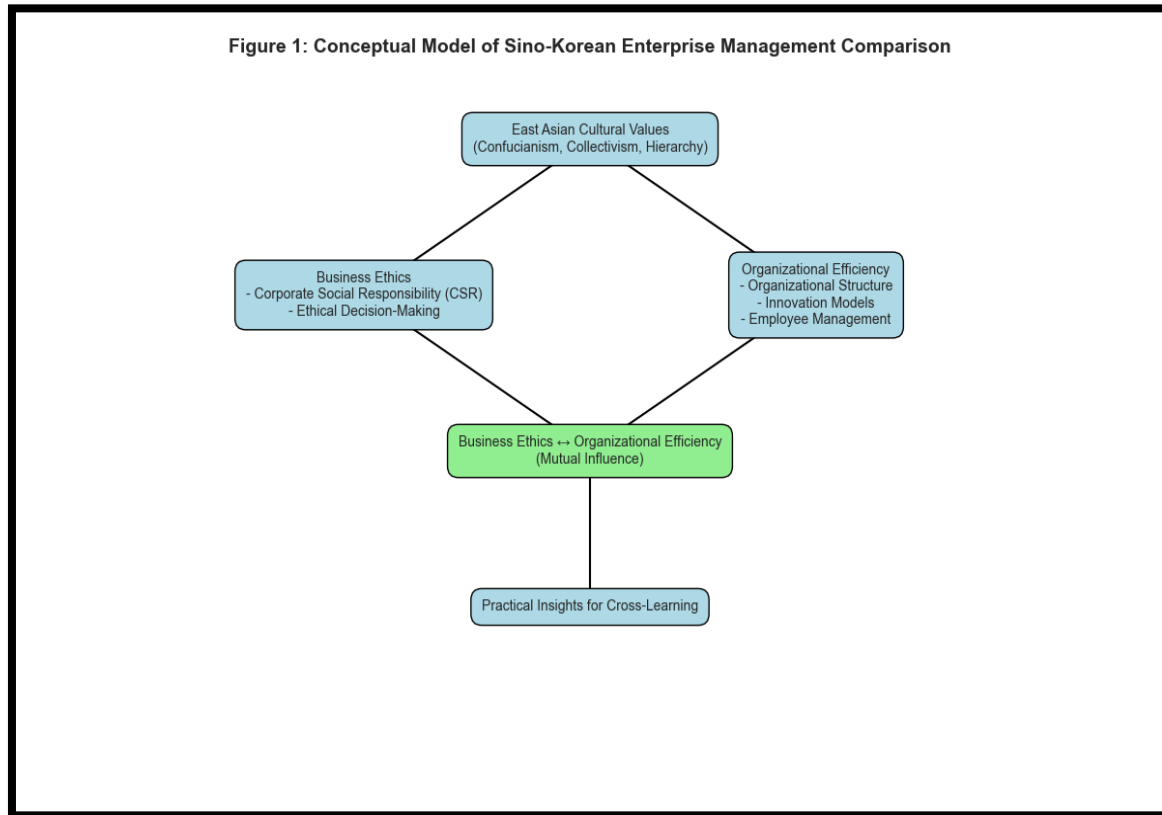 Figure 1: Conceptual Model of Sino-Korean Enterprise Management Comparison
East Asian Cultural Values
(Confucianism, Collectivism, Hierarchy)
Business Ethics
- Corporate Social Responsibility (CSR)
- Ethical Decision-Making
Organizational Efficiency
- Organizational Structure
- Innovation Models
- Employee Management
Business Ethics ↔ Organizational Efficiency
(Mutual Influence)
Practical Insights for Cross-Learning